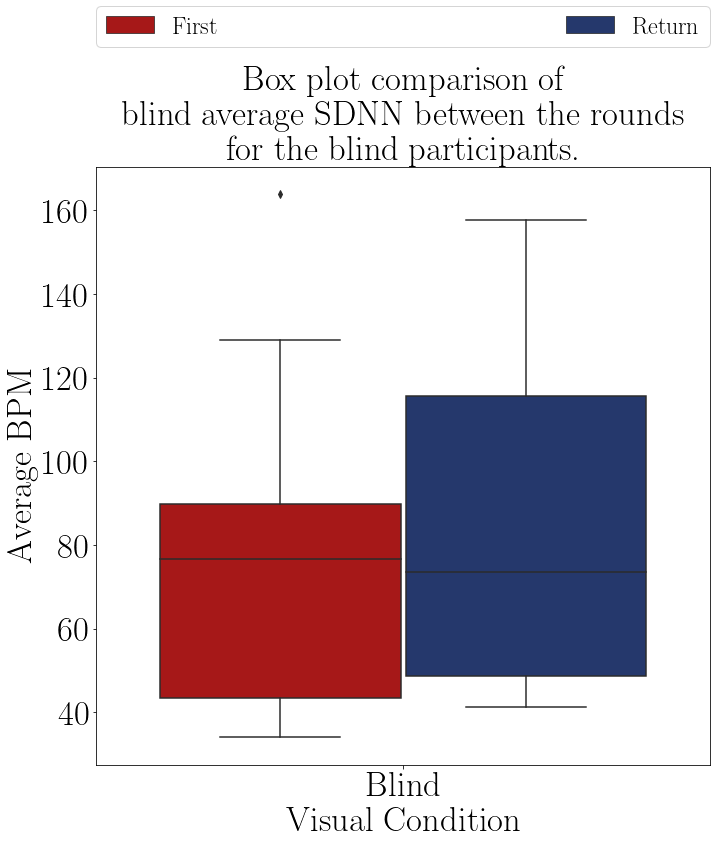 First
Return
Box plot comparison of
blind average SDNN between the rounds
for the blind participants.
160
140
120
100
80
60
40
Average BPM
Blind
Visual Condition